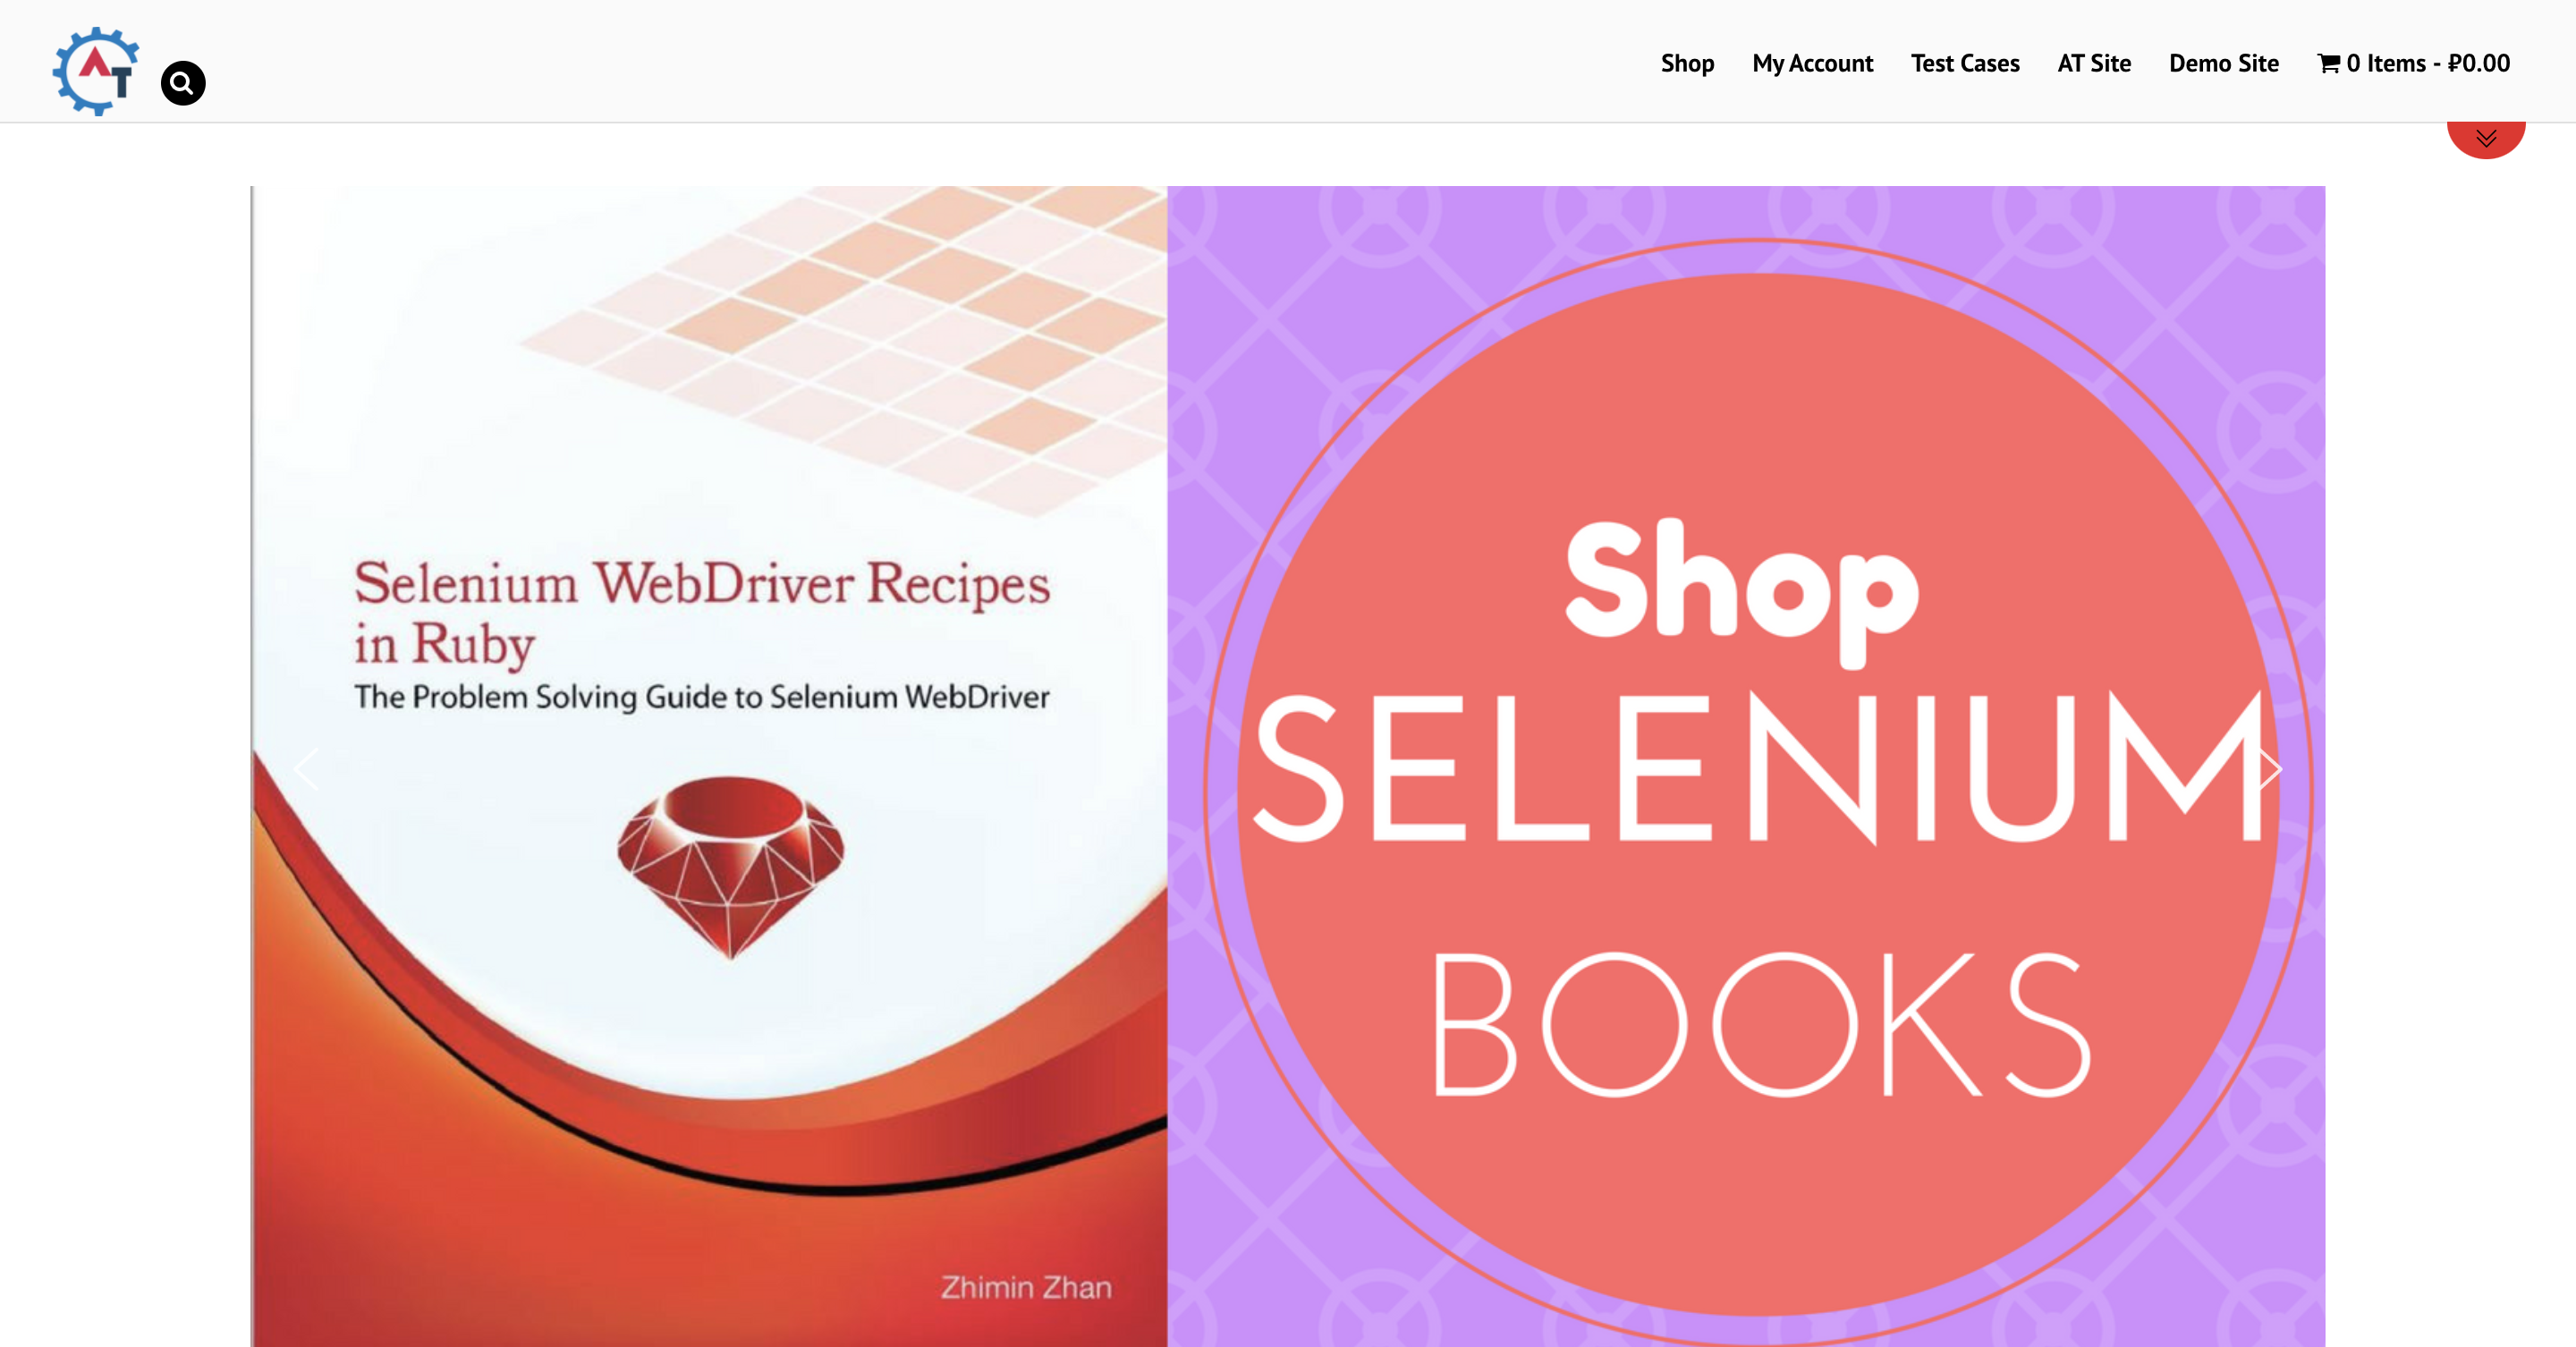 AT
Shop My Account Test Cases AT Site Demo Site 0 Items - ₽0.00
Selenium WebDriver Recipes
in Ruby
The Problem Solving Guide to Selenium WebDriver
Zhimin Zhan
Shop
SELENIUM
BOOKS